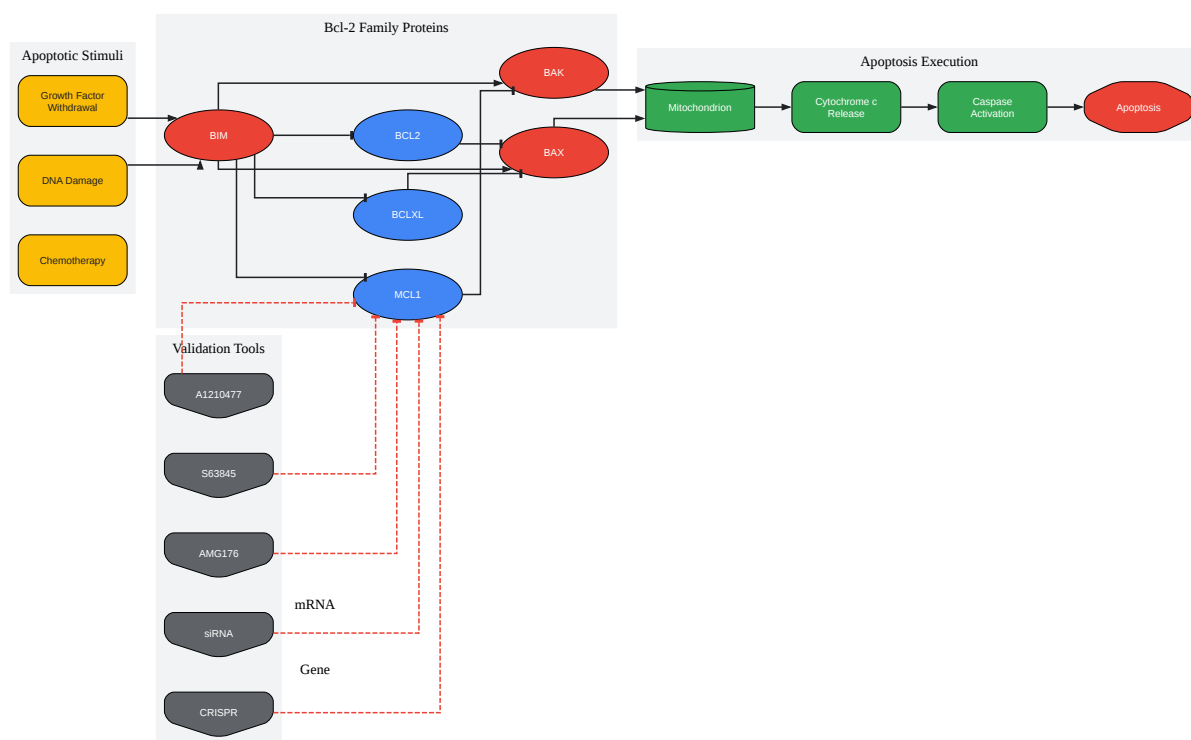 Bcl-2 Family Proteins
Apoptotic Stimuli
Apoptosis Execution
Growth Factor
Withdrawal
DNA Damage
Chemotherapy
BIM
BCL2
BCLXL
MCL1
BAK
BAX
Mitochondrion
Cytochrome c
Release
Caspase
Activation
Apoptosis
Validation Tools
A1210477
S63845
AMG176
mRNA
siRNA
Gene
CRISPR